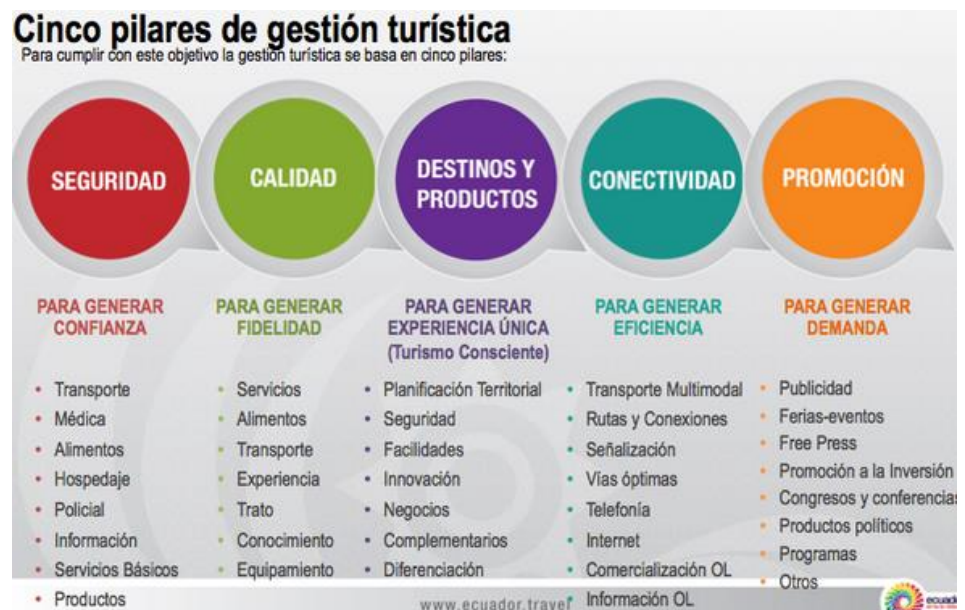 Cinco pilares de gestión turística
Para cumplir con este objetivo la gestión turística se basa en cinco pilares:
SEGURIDAD
PARA GENERAR
CONFIANZA
• Transporte
• Médica
• Alimentos
• Hospedaje
• Policial
• Información
• Servicios Básicos
• Productos
CALIDAD
PARA GENERAR
FIDELIDAD
• Servicios
• Alimentos
• Transporte
• Experiencia
• Trato
• Conocimiento
• Equipamiento
DESTINOS Y
PRODUCTOS
PARA GENERAR
EXPERIENCIA ÚNICA
(Turismo Consciente)
• Planificación Territorial
• Seguridad
• Facilidades
• Innovación
• Negocios
• Complementarios
• Diferenciación
CONECTIVIDAD
PARA GENERAR
EFICIENCIA
• Transporte Multimodal
• Rutas y Conexiones
• Señalización
• Vías óptimas
• Telefonía
• Internet
• Comercialización OL
• Información OL
PROMOCIÓN
PARA GENERAR
DEMANDA
• Publicidad
• Ferias-eventos
• Free Press
• Promoción a la Inversión
• Congresos y conferencias
• Productos políticos
• Programas
• Otros
www.ecuador.travel
ecuador